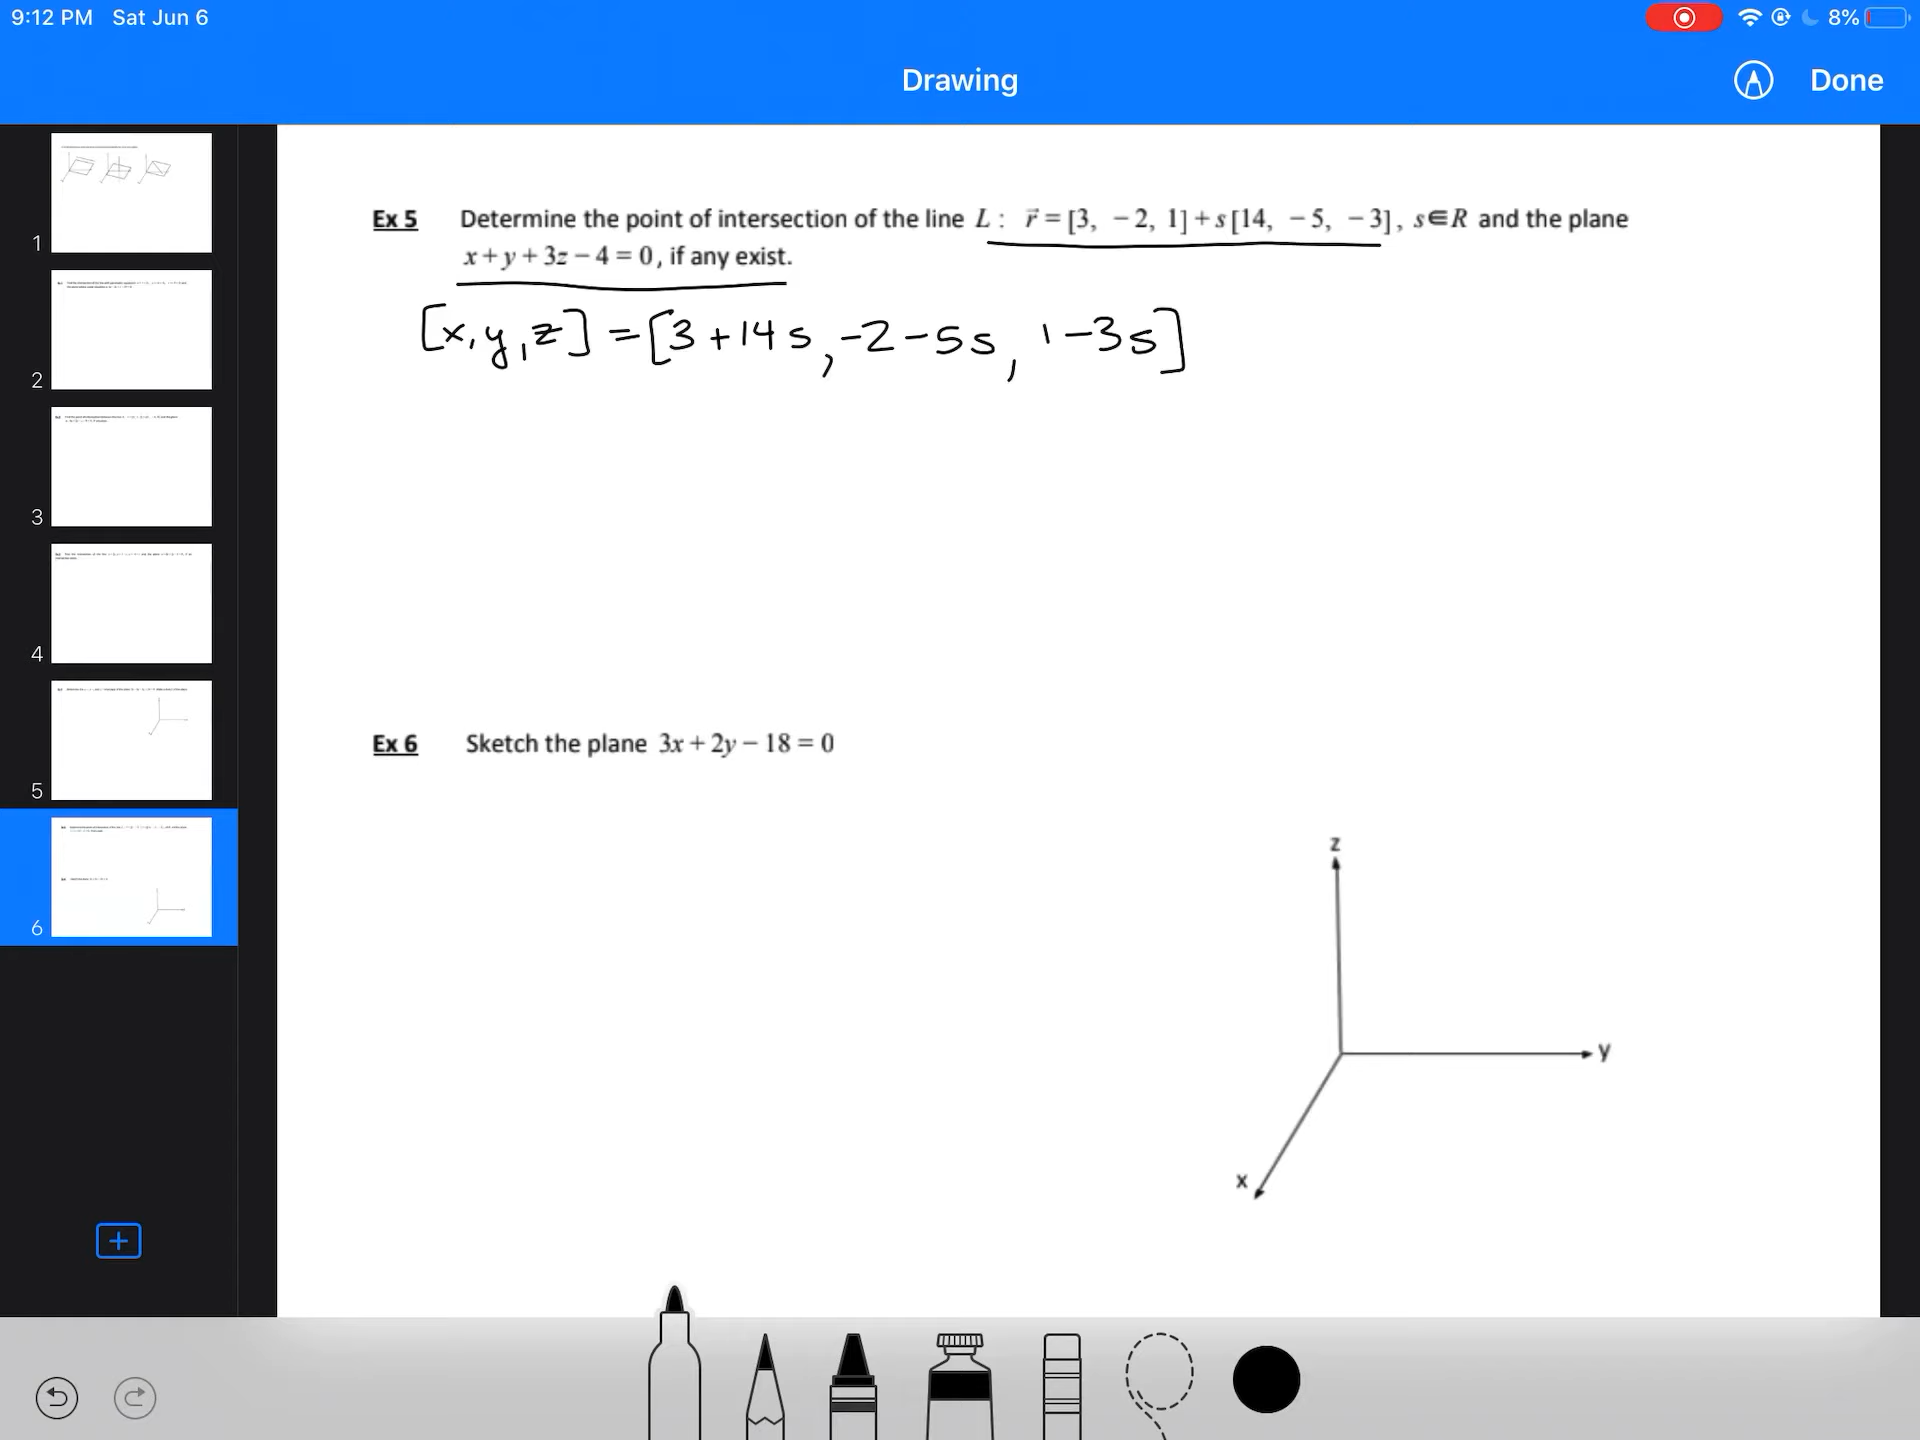 9:12 PM Sat Jun 6
8%
Drawing
Done
1
2
3
4
5
6
Ex 5 Determine the point of intersection of the line L : r⃗ = [3, −2, 1] + s[14, −5, −3], s∈R and the plane
x + y + 3z − 4 = 0, if any exist.
[x, y, z] = [3 + 14s, -2 - 5s, 1 - 3s]
Ex 6 Sketch the plane 3x + 2y − 18 = 0
z
y
x